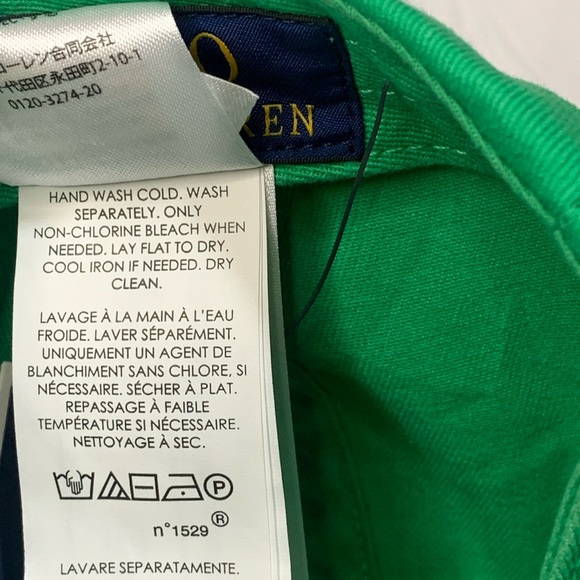 ローレン合同会社
代田区永田町2-10-1
0120-3274-20
O
REN
HAND WASH COLD. WASH
SEPARATELY. ONLY
NON-CHLORINE BLEACH WHEN
NEEDED. LAY FLAT TO DRY.
COOL IRON IF NEEDED. DRY
CLEAN.
LAVAGE À LA MAIN À L'EAU
FROIDE. LAVER SÉPARÉMENT.
UNIQUEMENT UN AGENT DE
BLANCHIMENT SANS CHLORE, SI
NÉCESSAIRE. SÉCHER À PLAT.
REPASSAGE À FAIBLE
TEMPÉRATURE SI NÉCESSAIRE.
NETTOYAGE À SEC.
P
n°1529 ®
LAVARE SEPARATAMENTE.